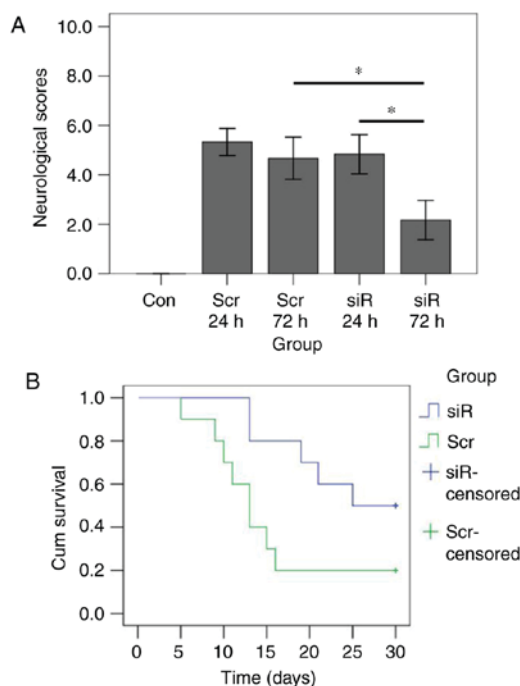 A
10.0
8.0
6.0
4.0
2.0
0.0
Neurological scores
*
*
Con Scr Scr siR siR
24 h 72 h 24 h 72 h
Group
B
1.0
0.8
0.6
0.4
0.2
0.0
Cum survival
0 5 10 15 20 25 30
Time (days)
Group
siR
Scr
siR-
censored
Scr-
censored